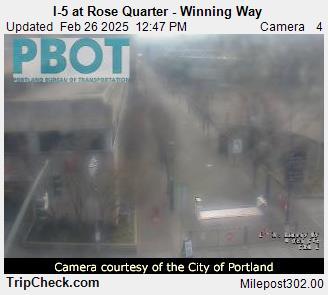 I-5 at Rose Quarter - Winning Way
Updated Feb 26 2025 12:47 PM Camera 4
PBOT
PORTLAND BUREAU OF TRANSPORTATION
Camera courtesy of the City of Portland
TripCheck.com Milepost302.00